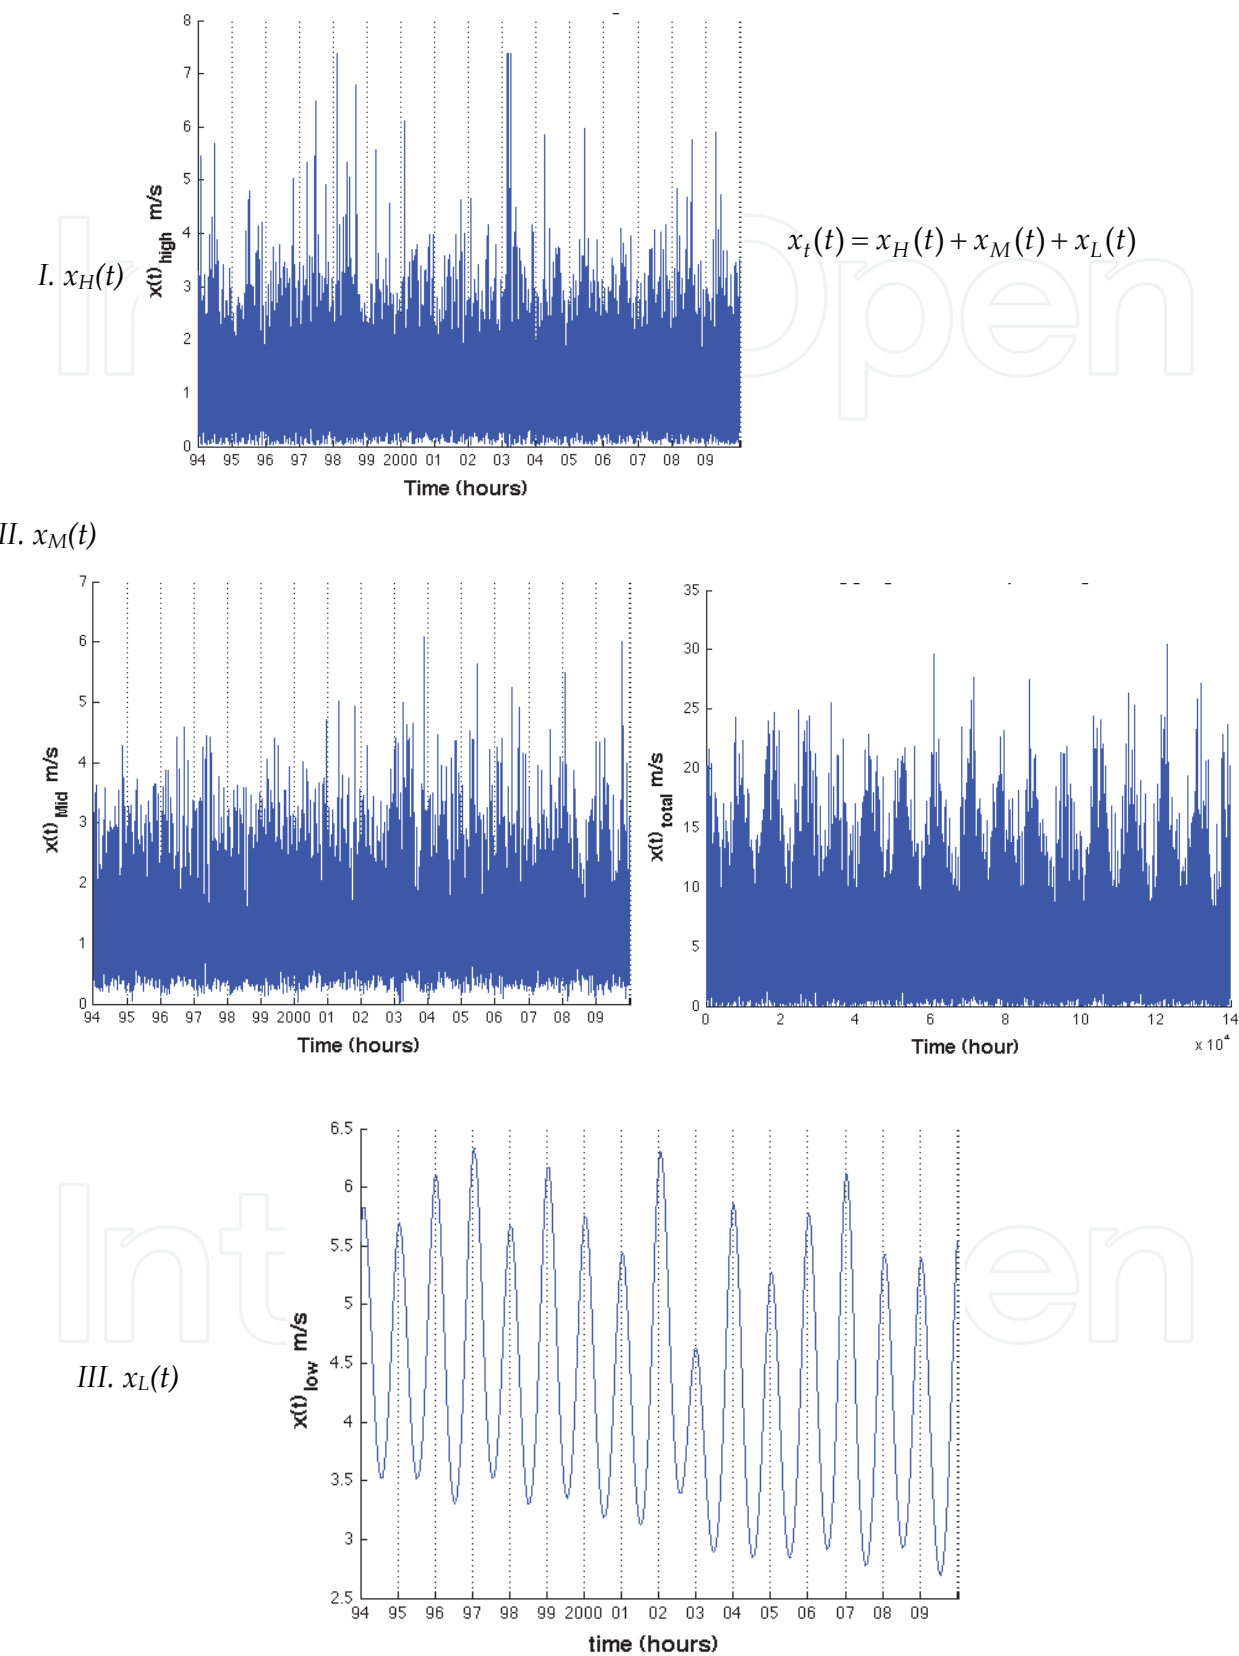 8
7
6
5
4
3
2
1
0
x(t)high m/s
I. xH(t)
xt(t) = xH(t) + xM(t) + xL(t)
94 95 96 97 98 99 2000 01 02 03 04 05 06 07 08 09
Time (hours)
II. xM(t)
7
6
5
4
3
2
1
0
x(t)Mid m/s
94 95 96 97 98 99 2000 01 02 03 04 05 06 07 08 09
Time (hours)
35
30
25
20
15
10
5
0
x(t)total m/s
0 2 4 6 8 10 12 14
x 10⁴
Time (hour)
6.5
6
5.5
5
4.5
4
3.5
3
2.5
x(t)low m/s
III. xL(t)
94 95 96 97 98 99 2000 01 02 03 04 05 06 07 08 09
time (hours)